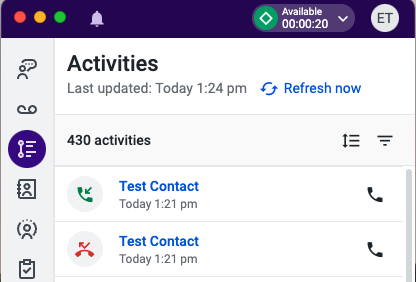 Available
00:00:20
ET
Activities
Last updated: Today 1:24 pm
Refresh now
430 activities
Test Contact
Today 1:21 pm
Test Contact
Today 1:21 pm